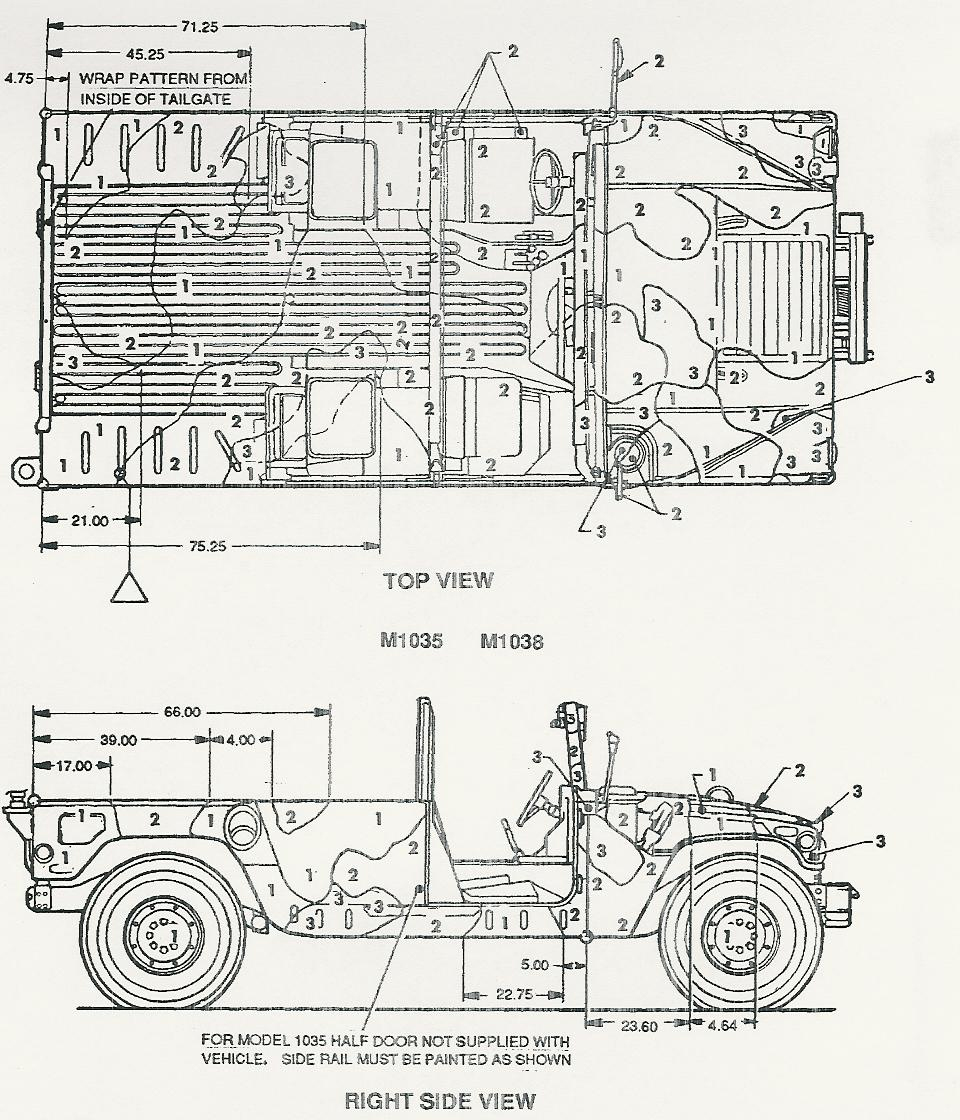 71.25
45.25
4.75 WRAP PATTERN FROM
INSIDE OF TAILGATE
2
2
1 1 2 1 1 2 3 1
2 3 1 2 2 3
1 3 1 2 2 2
2 1 2 2 2 1
2 1 1 1
2 1 1 3
1 2 2 1
2 1 2 3 2 1
3 2 2 2 3 2 2 3
2 2 1 3 2 3
1 1 2 3 1 2 1 1 3
21.00
75.25
3
2
TOP VIEW
M1035 M1038
66.00
39.00 4.00
17.00
3
2
3
3
1
2
3
1 2 1 2 2 2 1
1 1 2 2 3 3
1 3 3 2 1 2 2 2
1 1
5.00
22.75
23.60 4.64
FOR MODEL 1035 HALF DOOR NOT SUPPLIED WITH
VEHICLE. SIDE RAIL MUST BE PAINTED AS SHOWN
RIGHT SIDE VIEW